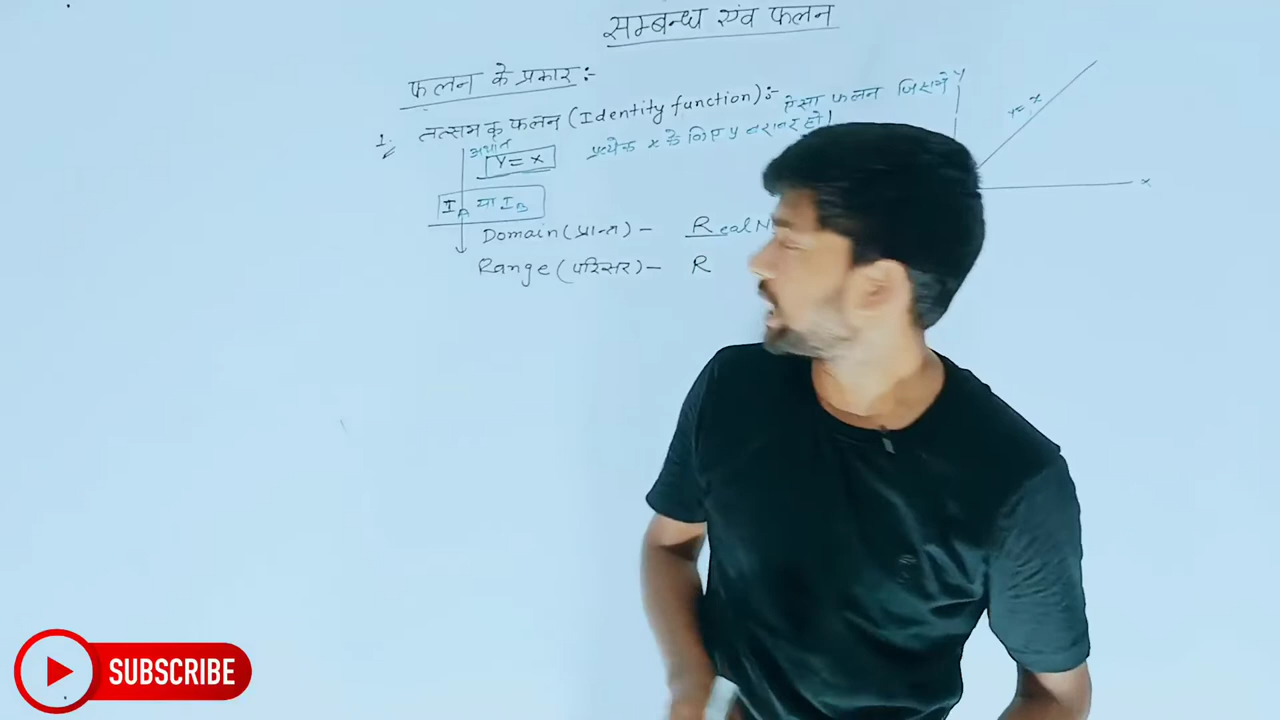 सम्बन्ध एंव फलन
फलन के प्रकार :-
1. तत्समक फलन (Identity function) :- ऐसा फलन जिसमे
प्रत्येक x के लिए y बराबर हो।
अर्थात
Y = x
I_A या I_B
Domain (प्रान्त) - Real N
Range (परिसर) - R
Y
Y = x
x
SUBSCRIBE